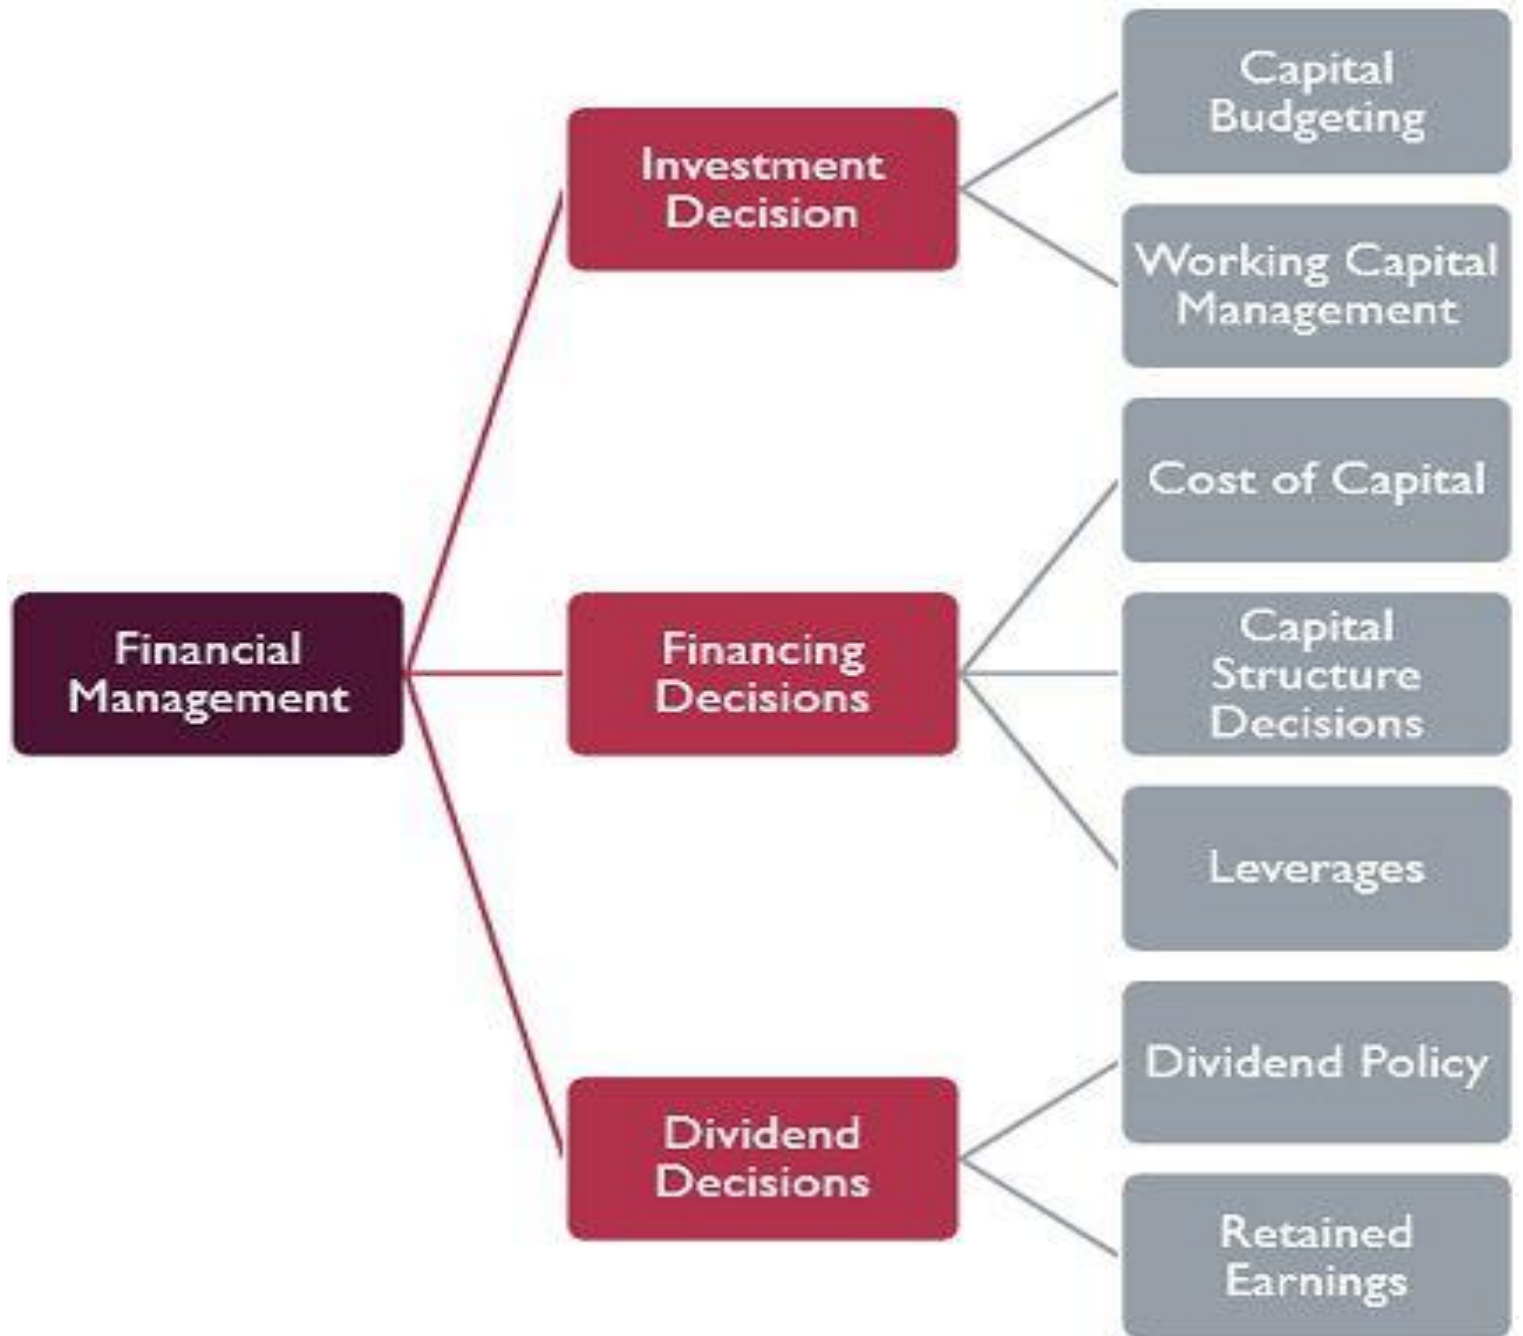 Financial
Management
Investment
Decision
Capital
Budgeting
Working Capital
Management
Financing
Decisions
Cost of Capital
Capital
Structure
Decisions
Leverages
Dividend
Decisions
Dividend Policy
Retained
Earnings